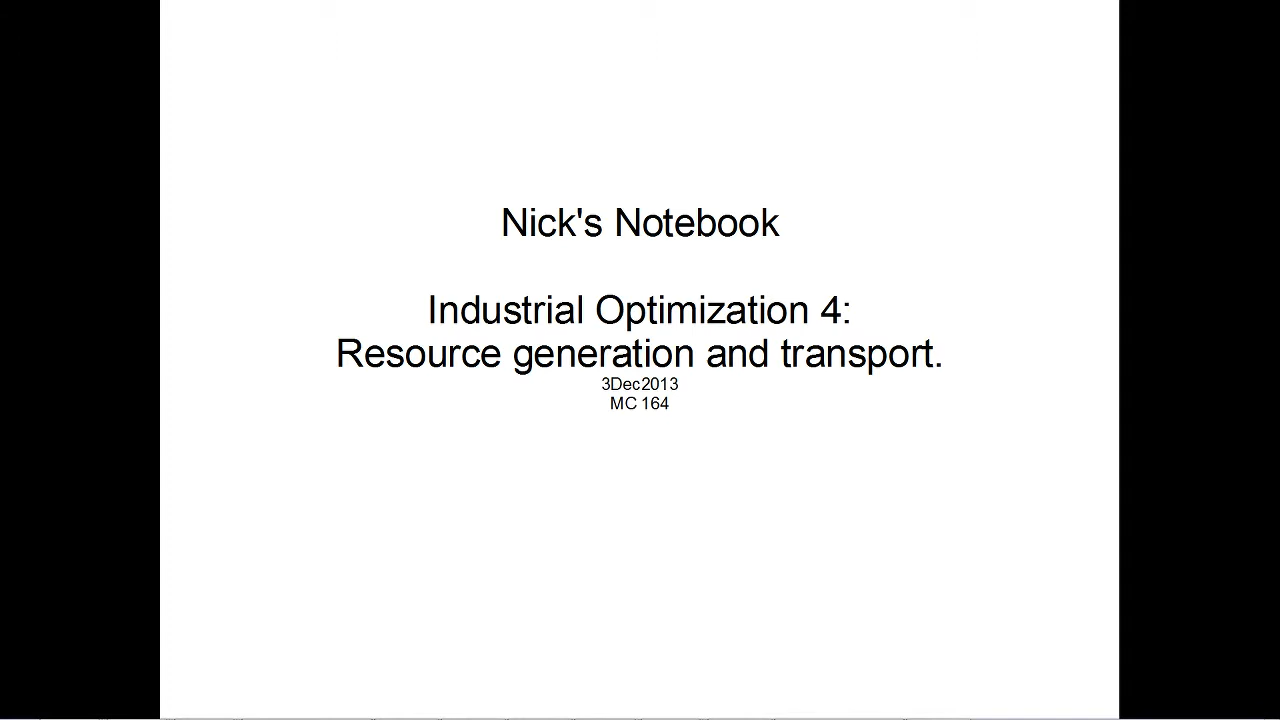 Nick's Notebook
Industrial Optimization 4:
Resource generation and transport.
3Dec2013
MC 164